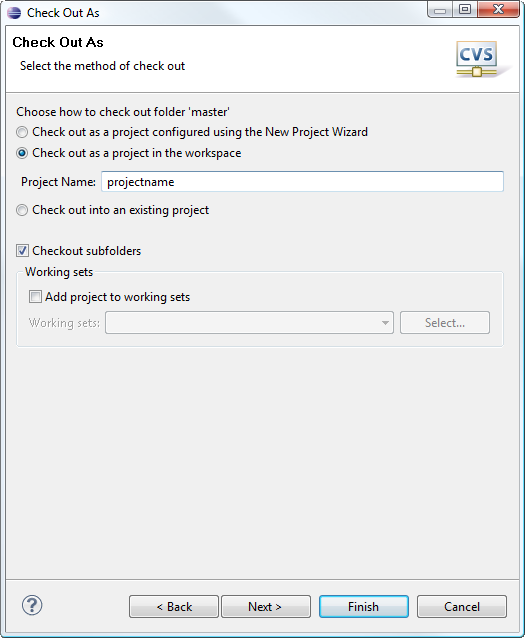 Check Out As
Check Out As
Select the method of check out
CVS
Choose how to check out folder 'master'
Check out as a project configured using the New Project Wizard
Check out as a project in the workspace
Project Name: projectname
Check out into an existing project
Checkout subfolders
Working sets
Add project to working sets
Working sets: Select...
? < Back Next > Finish Cancel